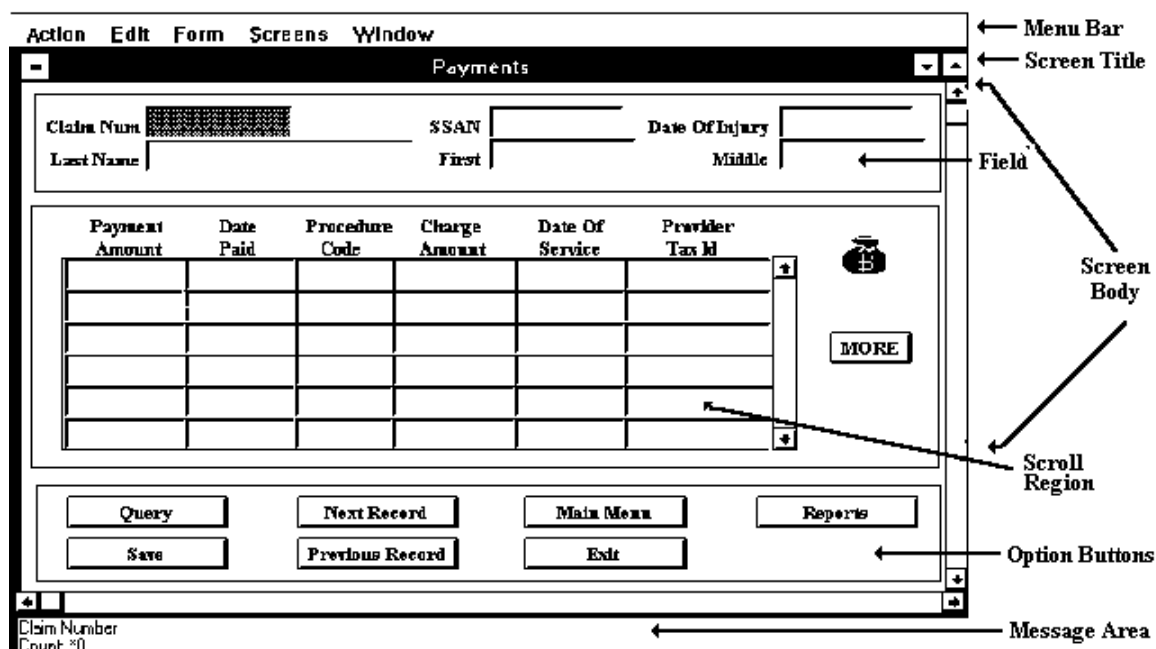 Action Edit Form Screens Window
Menu Bar
Payments
Screen Title
Claim Num SSAN Date Of Injury
Last Name First Middle
Field
Payment Date Procedure Charge Date Of Provider
Amount Paid Code Amount Service Tax Id
Screen
Body
MORE
Scroll
Region
Query Next Record Main Menu Reports
Save Previous Record Exit
Option Buttons
Claim Number
Message Area
Count: *0